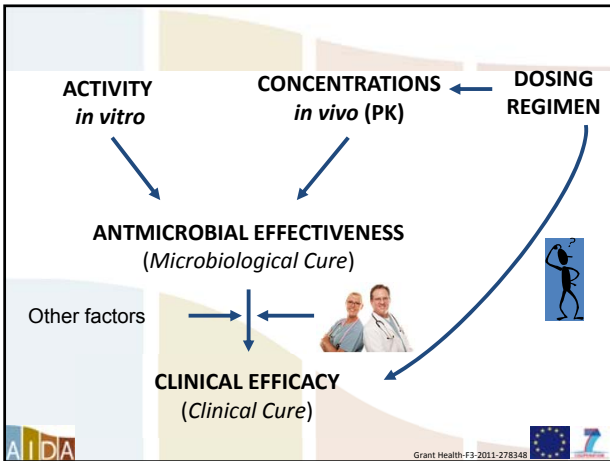 ACTIVITY
in vitro
CONCENTRATIONS
in vivo (PK)
DOSING
REGIMEN
ANTMICROBIAL EFFECTIVENESS
(Microbiological Cure)
?
Other factors
CLINICAL EFFICACY
(Clinical Cure)
AIDA
Grant Health-F3-2011-278348
7